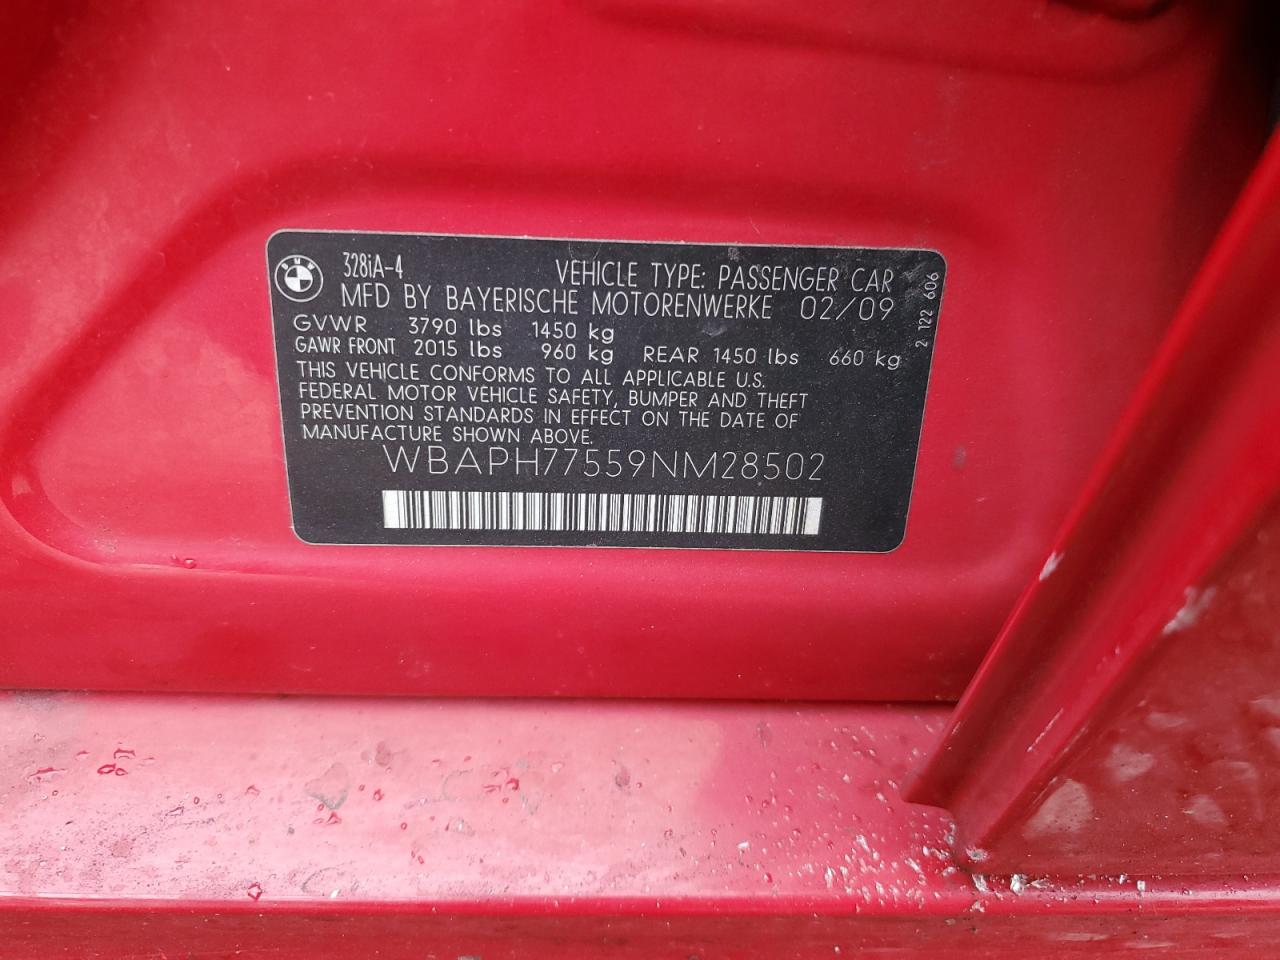 BMW
328iA-4
VEHICLE TYPE: PASSENGER CAR
MFD BY BAYERISCHE MOTORENWERKE 02/09
GVWR 3790 lbs 1450 kg
GAWR FRONT 2015 lbs 960 kg REAR 1450 lbs 660 kg
THIS VEHICLE CONFORMS TO ALL APPLICABLE U.S.
FEDERAL MOTOR VEHICLE SAFETY, BUMPER AND THEFT
PREVENTION STANDARDS IN EFFECT ON THE DATE OF
MANUFACTURE SHOWN ABOVE.
WBAPH77559NM28502
2 122 606